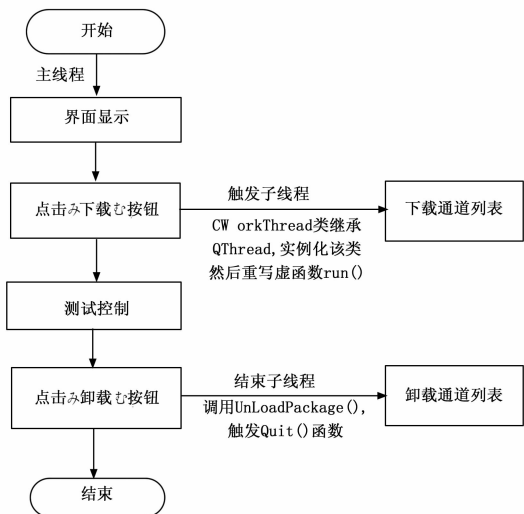 开始
主线程
界面显示
点击み下载む按钮
触发子线程
下载通道列表
CW orkThread类继承
QThread,实例化该类
然后重写虚函数run()
测试控制
点击み卸载む按钮
结束子线程
卸载通道列表
调用UnLoadPackage(),
触发Quit()函数
结束